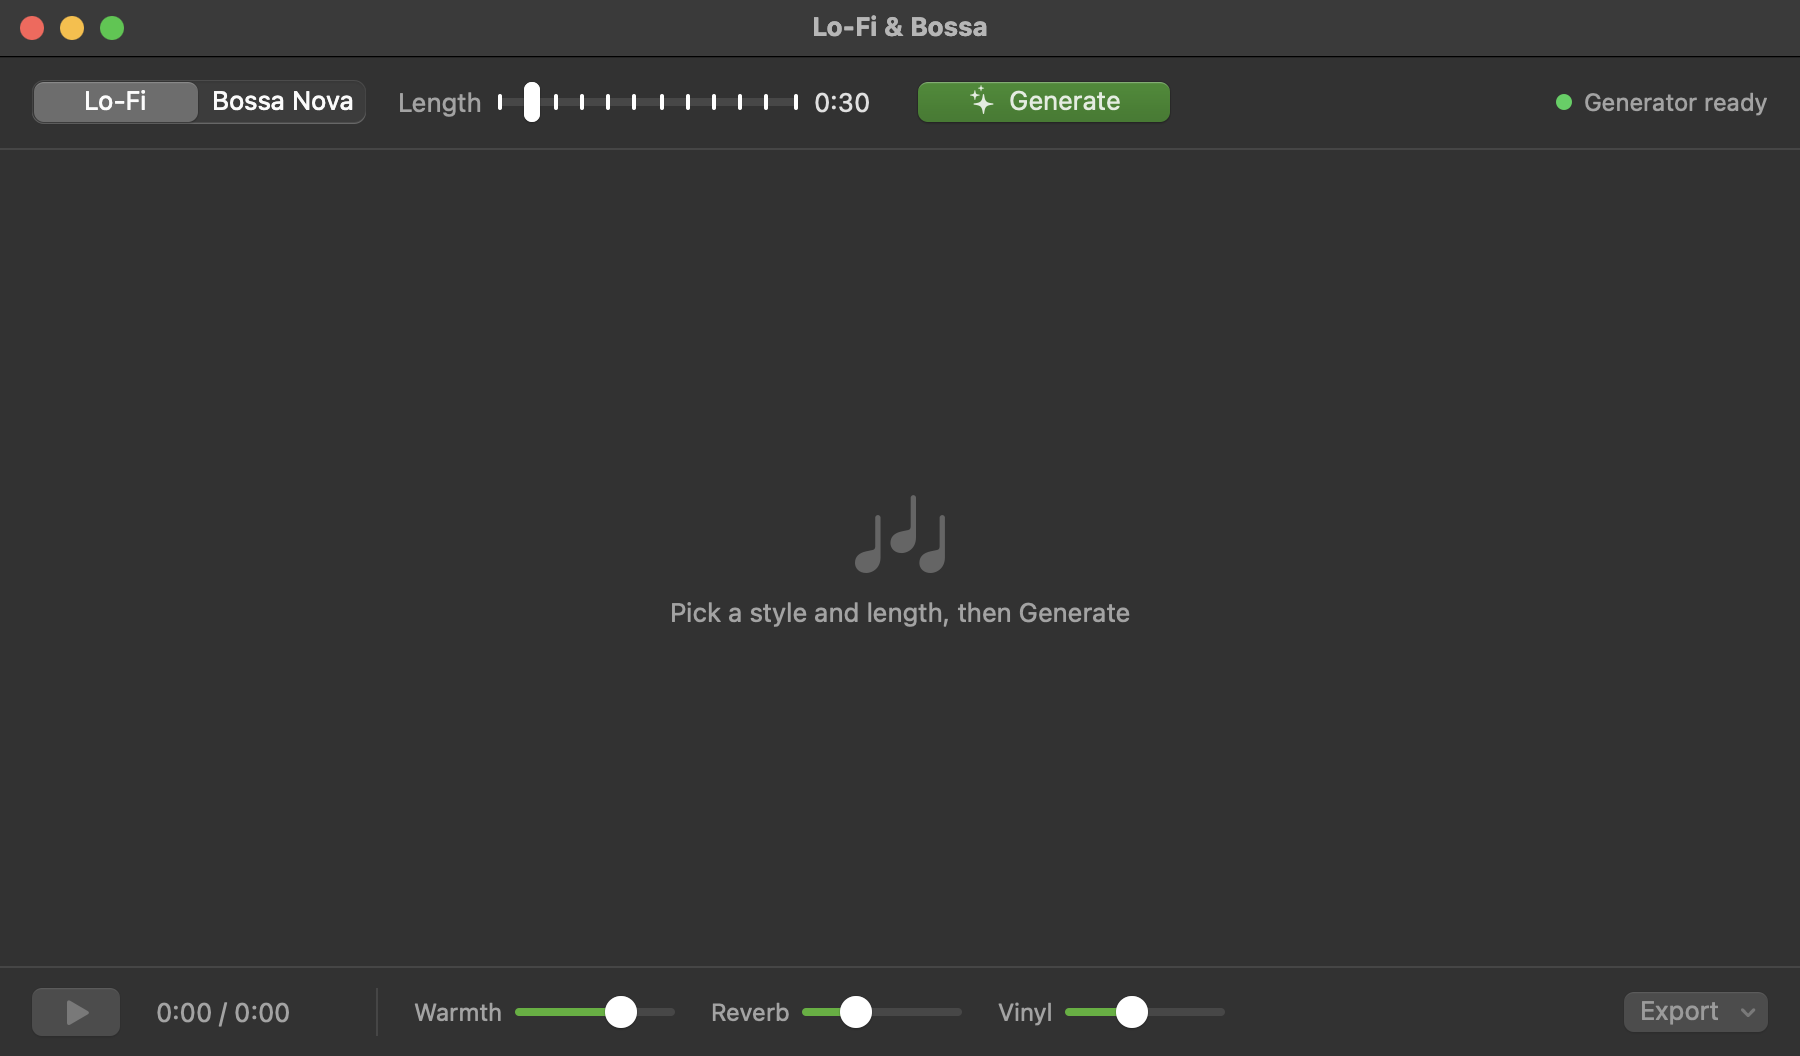 Lo-Fi & Bossa
Lo-Fi Bossa Nova Length 0:30 Generate Generator ready
Pick a style and length, then Generate
0:00 / 0:00 Warmth Reverb Vinyl Export